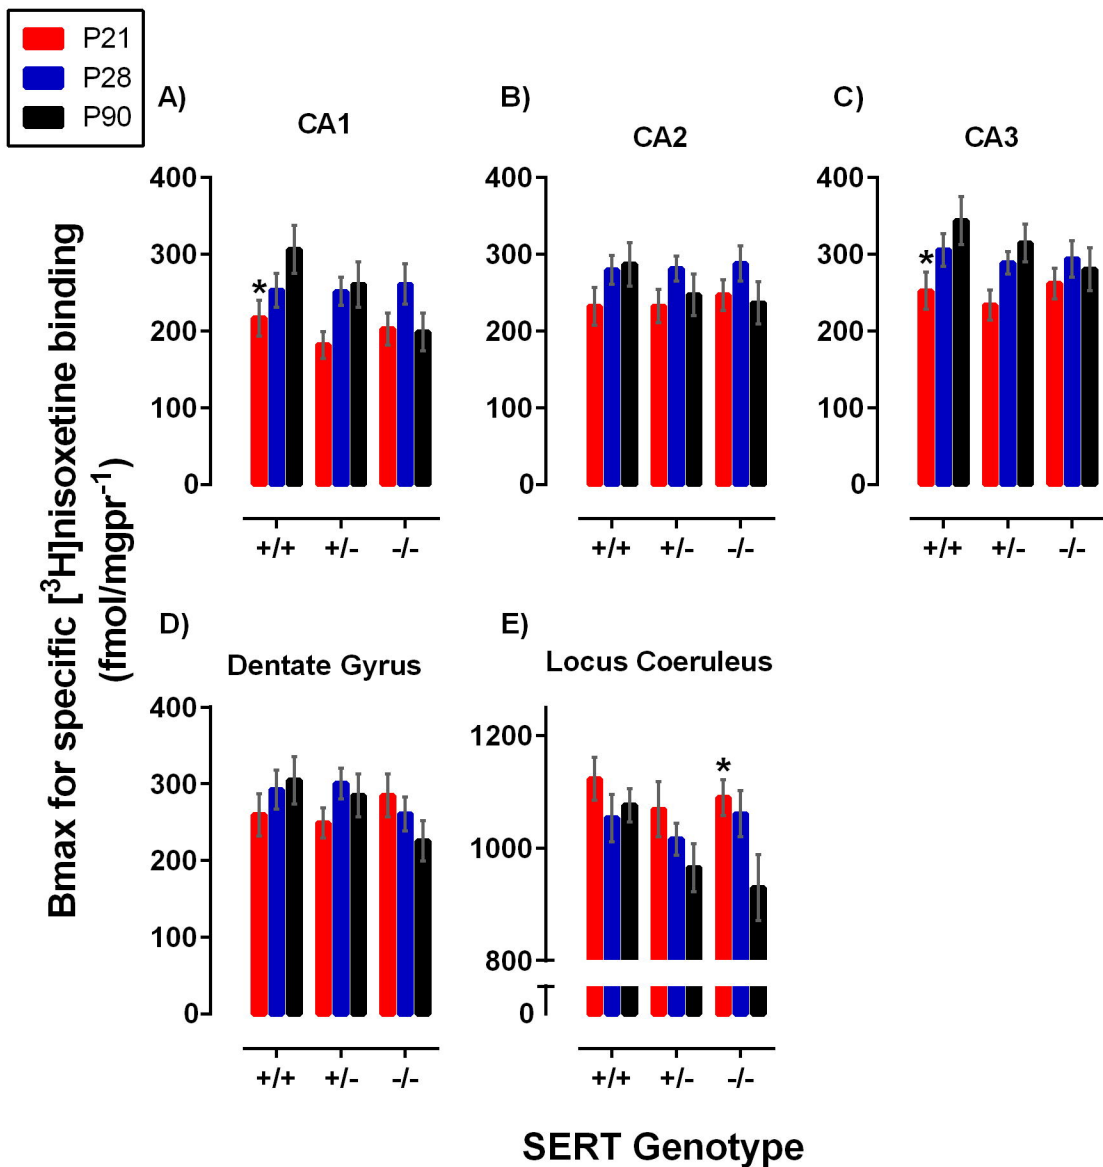 P21
P28
P90
A)
CA1
400
300
200
100
0
*
+/+ +/- -/-
B)
CA2
400
300
200
100
0
+/+ +/- -/-
C)
CA3
400
300
200
100
0
*
+/+ +/- -/-
Bmax for specific [³H]nisoxetine binding
(fmol/mgpr⁻¹)
D)
Dentate Gyrus
400
300
200
100
0
+/+ +/- -/-
E)
Locus Coeruleus
1200
1000
800
0
*
+/+ +/- -/-
SERT Genotype